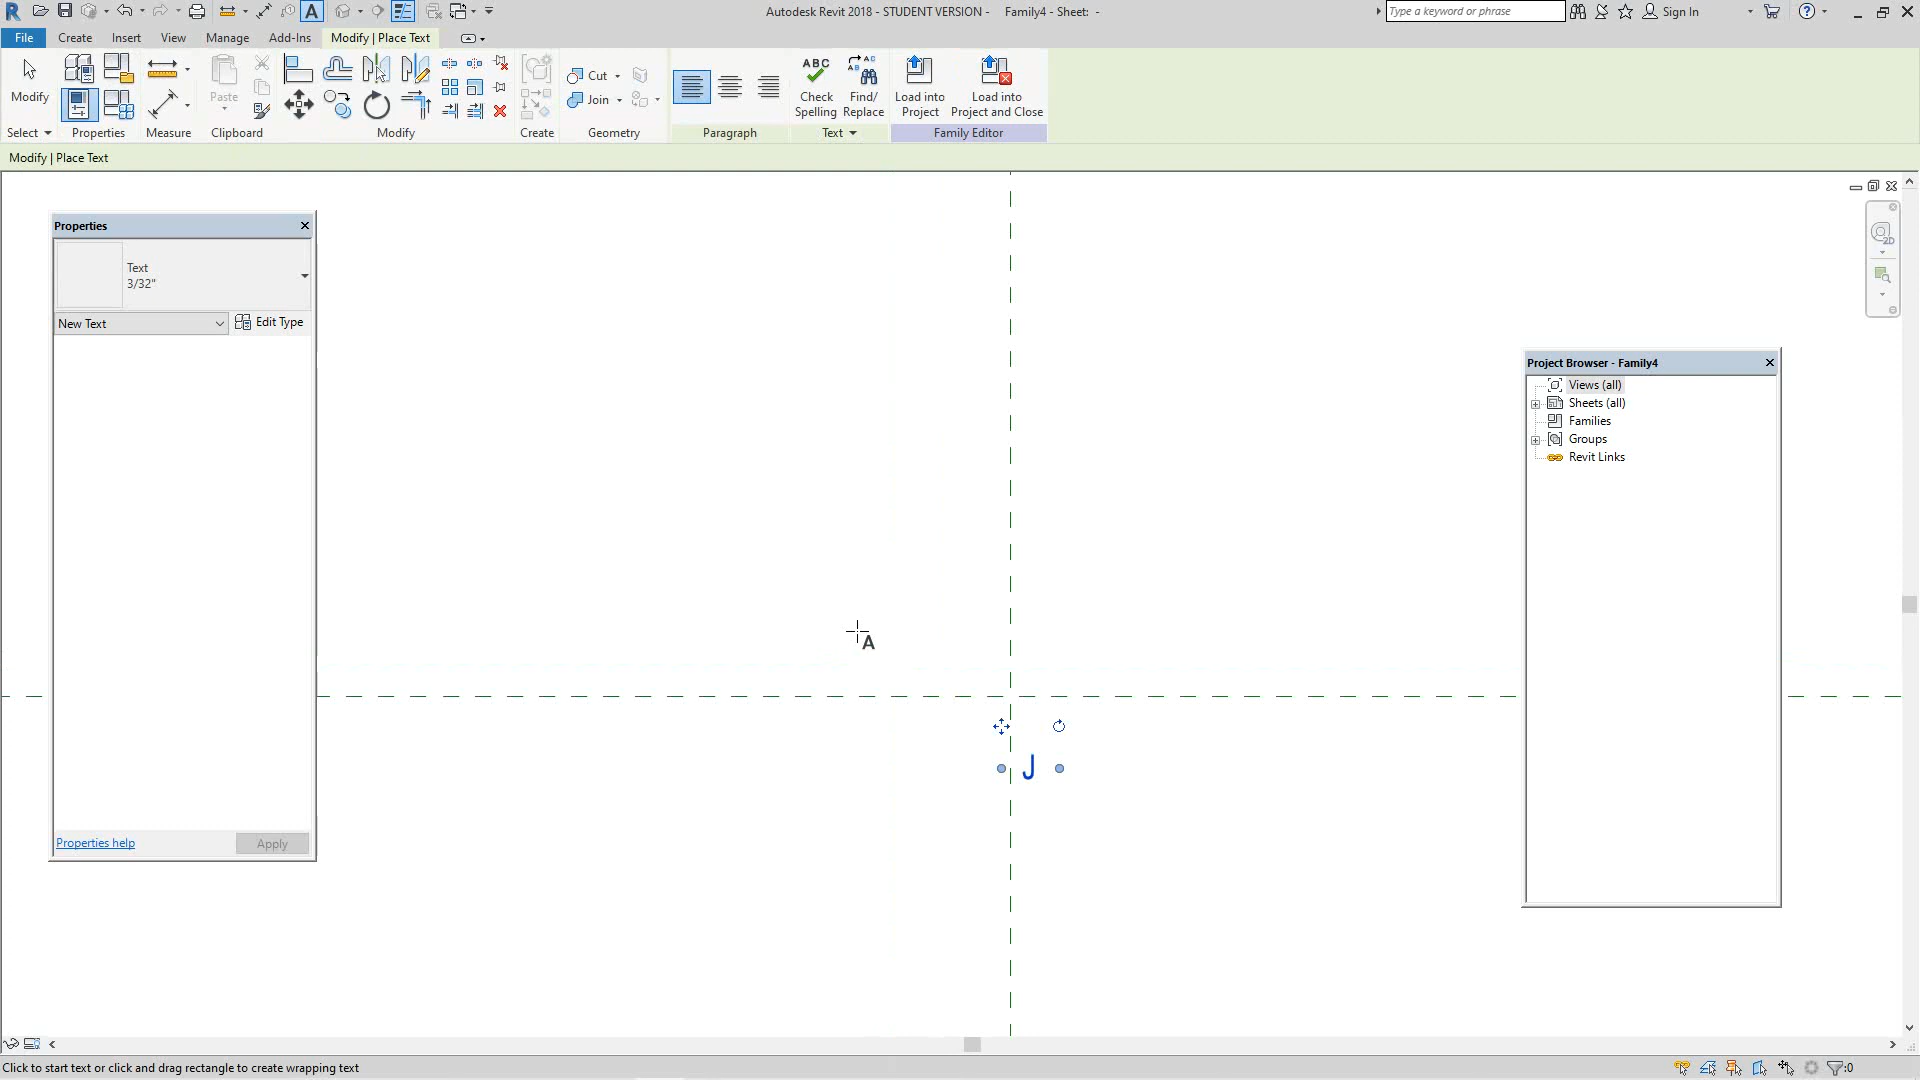 Autodesk Revit 2018 - STUDENT VERSION - Family4 - Sheet: -
Type a keyword or phrase
Sign In
File Create Insert View Manage Add-Ins Modify | Place Text
Modify
Paste
Cut
Join
ABC
Check Spelling
Find/ Replace
Load into Project
Load into Project and Close
Select Properties Measure Clipboard Modify Create Geometry Paragraph Text Family Editor
Modify | Place Text
Properties
Text
3/32"
New Text
Edit Type
Properties help
Apply
2D
Project Browser - Family4
Views (all)
Sheets (all)
Families
Groups
Revit Links
A
J
Click to start text or click and drag rectangle to create wrapping text
:0